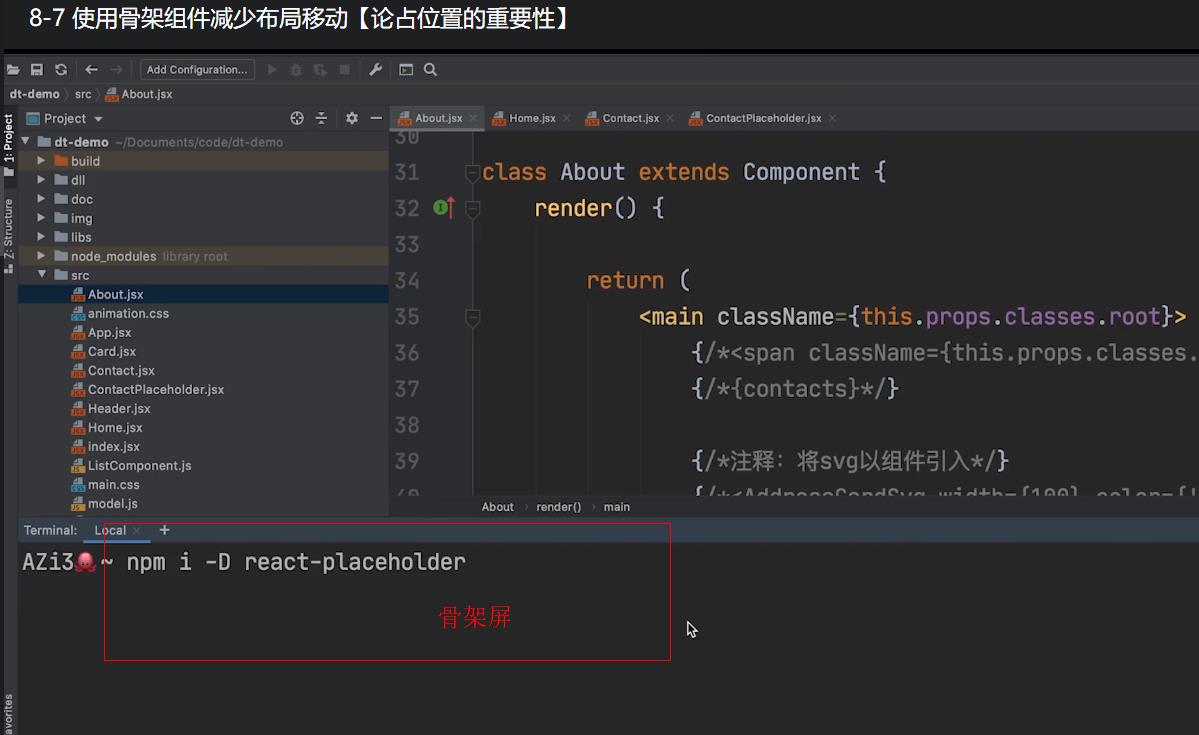 8-7 使用骨架组件减少布局移动【论占位置的重要性】
Add Configuration...
dt-demo src About.jsx
Project
About.jsx
Home.jsx
Contact.jsx
ContactPlaceholder.jsx
1: Project
Z: Structure
avorites
dt-demo ~/Documents/code/dt-demo
build
dll
doc
img
libs
node_modules library root
src
About.jsx
animation.css
App.jsx
Card.jsx
Contact.jsx
ContactPlaceholder.jsx
Header.jsx
Home.jsx
index.jsx
ListComponent.js
main.css
model.js
30
31 class About extends Component {
32 render() {
33
34 return (
35 <main className={this.props.classes.root}>
36 {/*<span className={this.props.classes.
37 {/*{contacts}*/}
38
39 {/*注释：将svg以组件引入*/}
40 {/*<AddressCardSvg width={100} color={'
About render() main
Terminal: Local +
AZi3 ~ npm i -D react-placeholder
骨架屏